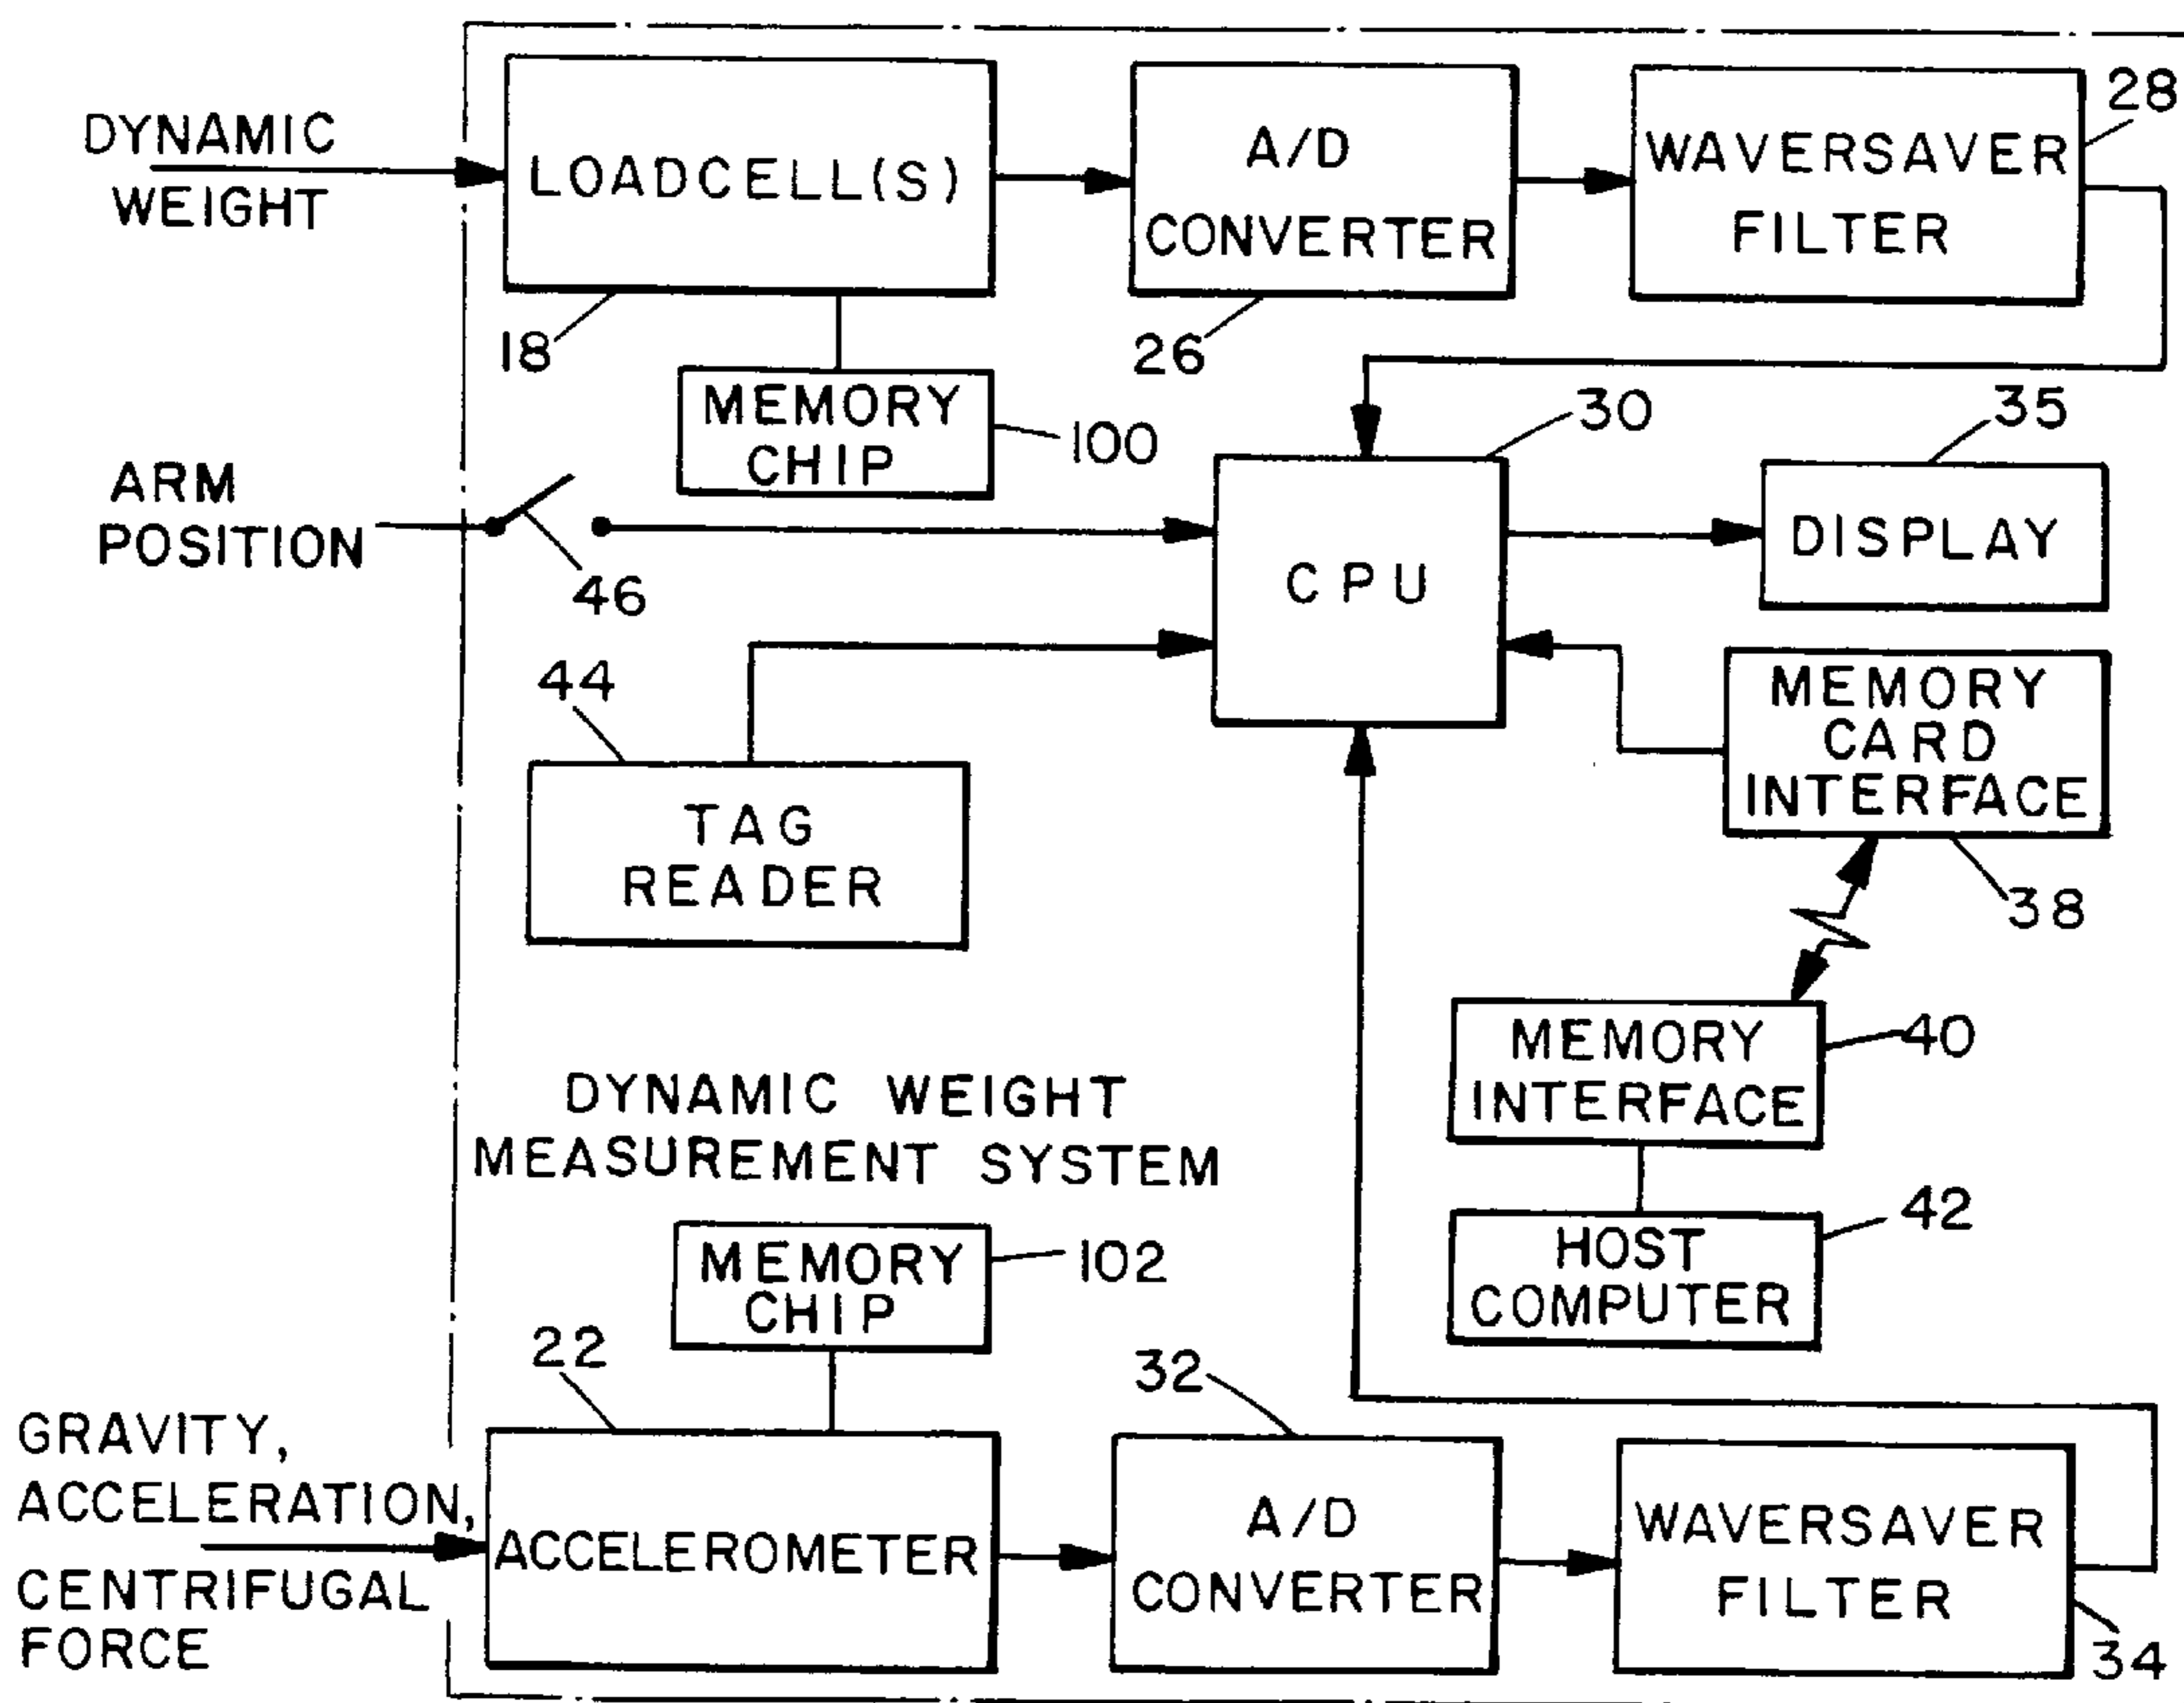 DYNAMIC
WEIGHT
LOADCELL(S)
18
A/D
CONVERTER
26
WAVERSAVER
FILTER
28
MEMORY
CHIP
100
ARM
POSITION
46
CPU
30
DISPLAY
35
TAG
READER
44
MEMORY
CARD
INTERFACE
38
MEMORY
INTERFACE
40
HOST
COMPUTER
42
DYNAMIC WEIGHT
MEASUREMENT SYSTEM
MEMORY
CHIP
102
GRAVITY,
ACCELERATION,
CENTRIFUGAL
FORCE
22
ACCELEROMETER
32
A/D
CONVERTER
WAVERSAVER
FILTER
34